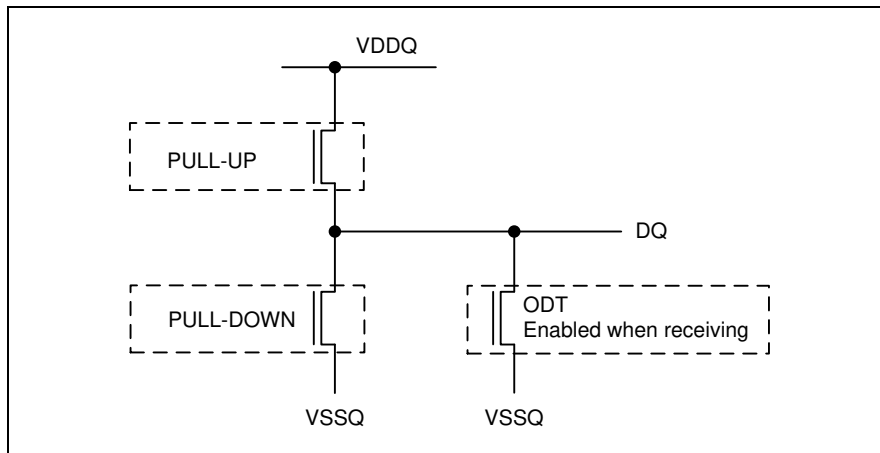 VDDQ
PULL-UP
DQ
PULL-DOWN
ODT
Enabled when receiving
VSSQ
VSSQ